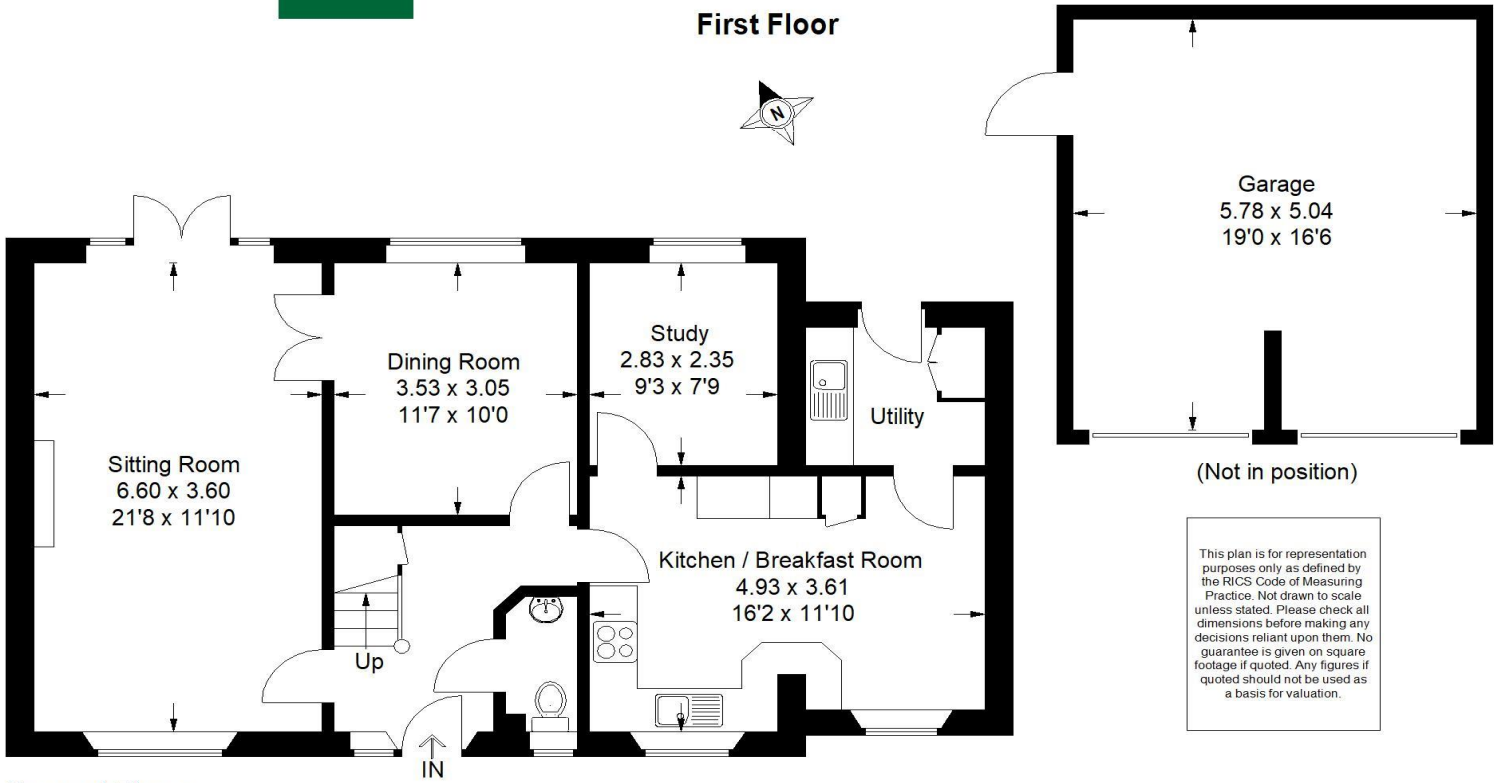 First Floor
N
Garage
5.78 x 5.04
19'0 x 16'6
(Not in position)
Sitting Room
6.60 x 3.60
21'8 x 11'10
Dining Room
3.53 x 3.05
11'7 x 10'0
Study
2.83 x 2.35
9'3 x 7'9
Utility
Kitchen / Breakfast Room
4.93 x 3.61
16'2 x 11'10
Up
IN
This plan is for representation
purposes only as defined by
the RICS Code of Measuring
Practice. Not drawn to scale
unless stated. Please check all
dimensions before making any
decisions reliant upon them. No
guarantee is given on square
footage if quoted. Any figures if
quoted should not be used as
a basis for valuation.